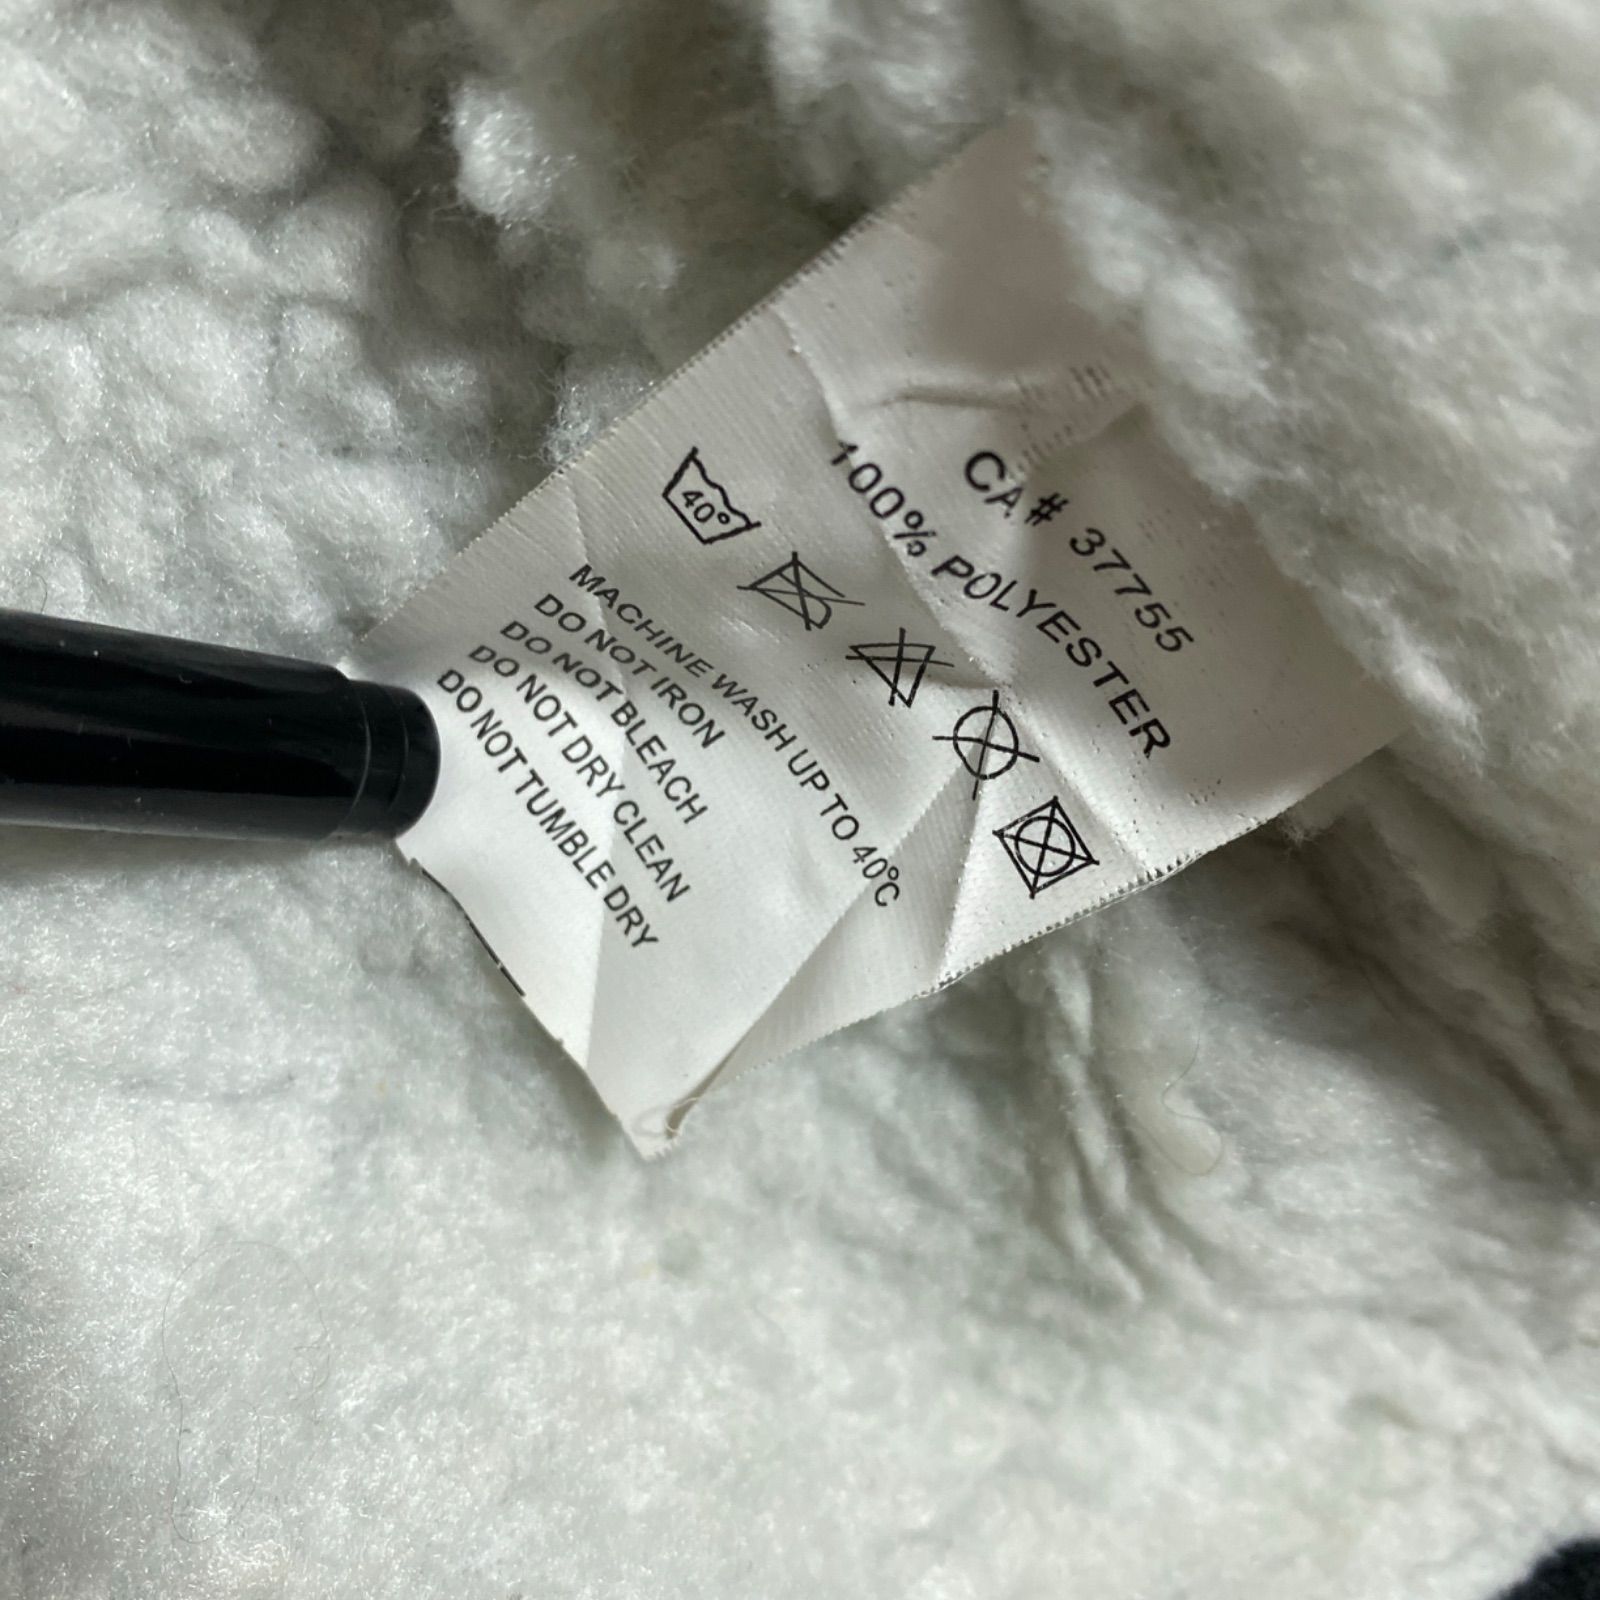 CA# 37755
100% POLYESTER
40°
MACHINE WASH UP TO 40°C
DO NOT IRON
DO NOT BLEACH
DO NOT DRY CLEAN
DO NOT TUMBLE DRY